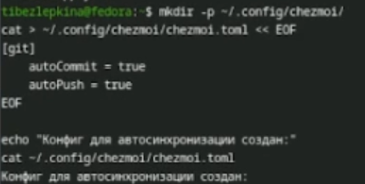 tibezlepkina@fedora:~$ mkdir -p ~/.config/chezmoi/
cat > ~/.config/chezmoi/chezmoi.toml << EOF
[git]
    autoCommit = true
    autoPush = true
EOF

echo "Конфиг для автосинхронизации создан:"
cat ~/.config/chezmoi/chezmoi.toml
Конфиг для автосинхронизации создан: